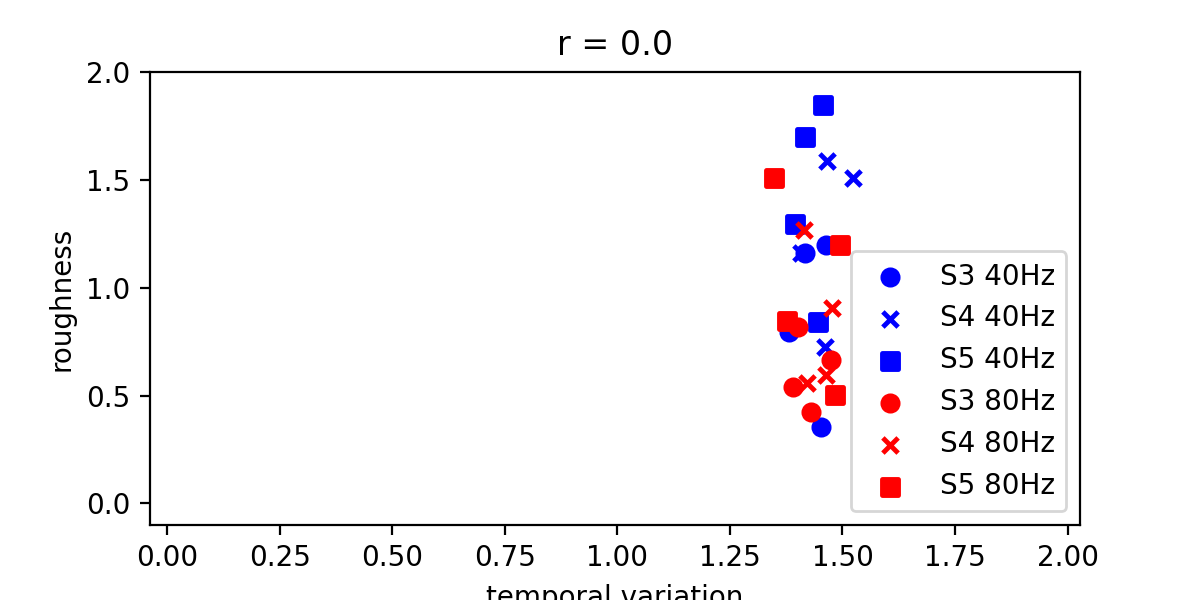 r = 0.0
2.0
1.5
1.0
0.5
0.0
roughness
S3 40Hz
S4 40Hz
S5 40Hz
S3 80Hz
S4 80Hz
S5 80Hz
0.00 0.25 0.50 0.75 1.00 1.25 1.50 1.75 2.00
temporal variation